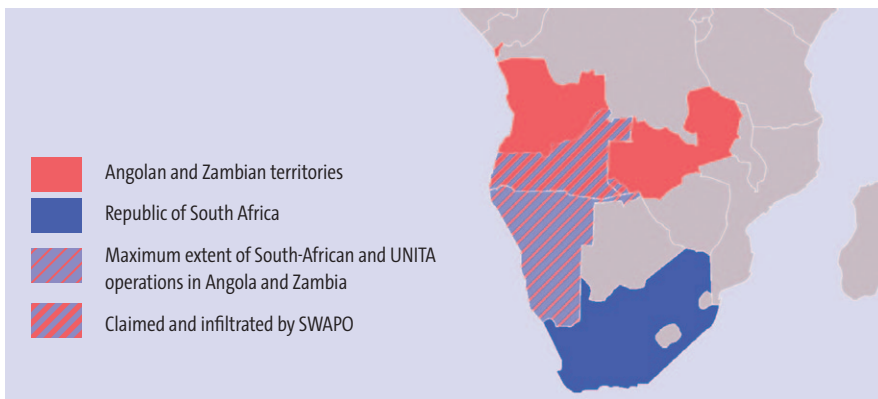 Angolan and Zambian territories
Republic of South Africa
Maximum extent of South-African and UNITA
operations in Angola and Zambia
Claimed and infiltrated by SWAPO